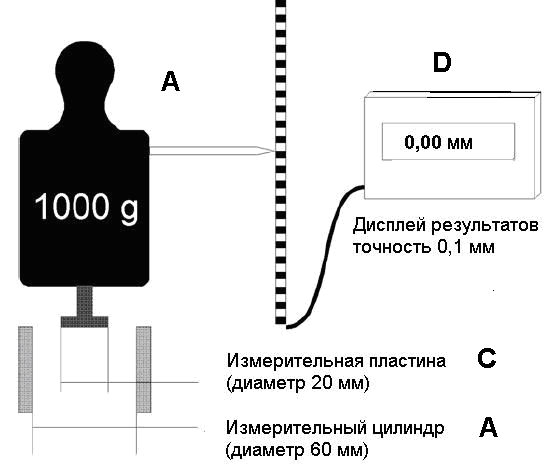 A
D
0,00 мм
1000 g
Дисплей результатов
точность 0,1 мм
Измерительная пластина
(диаметр 20 мм)
C
Измерительный цилиндр
(диаметр 60 мм)
A